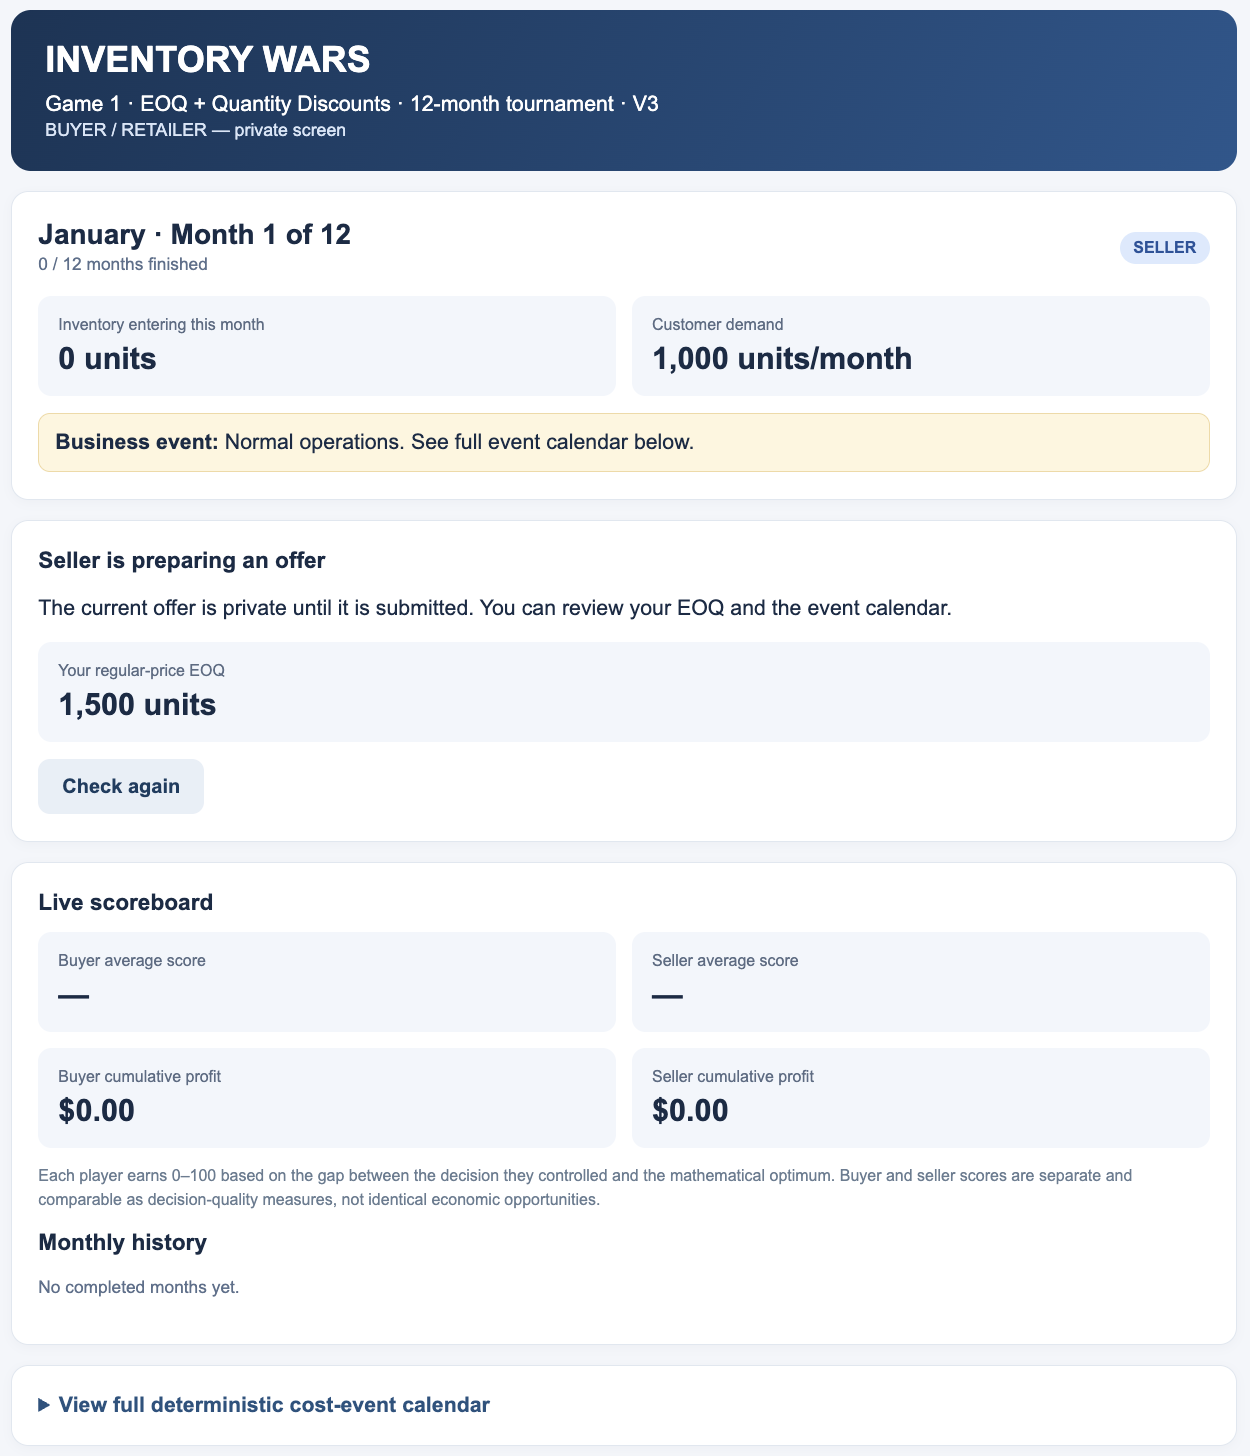 INVENTORY WARS
Game 1 · EOQ + Quantity Discounts · 12-month tournament · V3
BUYER / RETAILER — private screen
January · Month 1 of 12
0 / 12 months finished
SELLER
Inventory entering this month
0 units
Customer demand
1,000 units/month
Business event: Normal operations. See full event calendar below.
Seller is preparing an offer
The current offer is private until it is submitted. You can review your EOQ and the event calendar.
Your regular-price EOQ
1,500 units
Check again
Live scoreboard
Buyer average score
—
Seller average score
—
Buyer cumulative profit
$0.00
Seller cumulative profit
$0.00
Each player earns 0–100 based on the gap between the decision they controlled and the mathematical optimum. Buyer and seller scores are separate and
comparable as decision-quality measures, not identical economic opportunities.
Monthly history
No completed months yet.
View full deterministic cost-event calendar